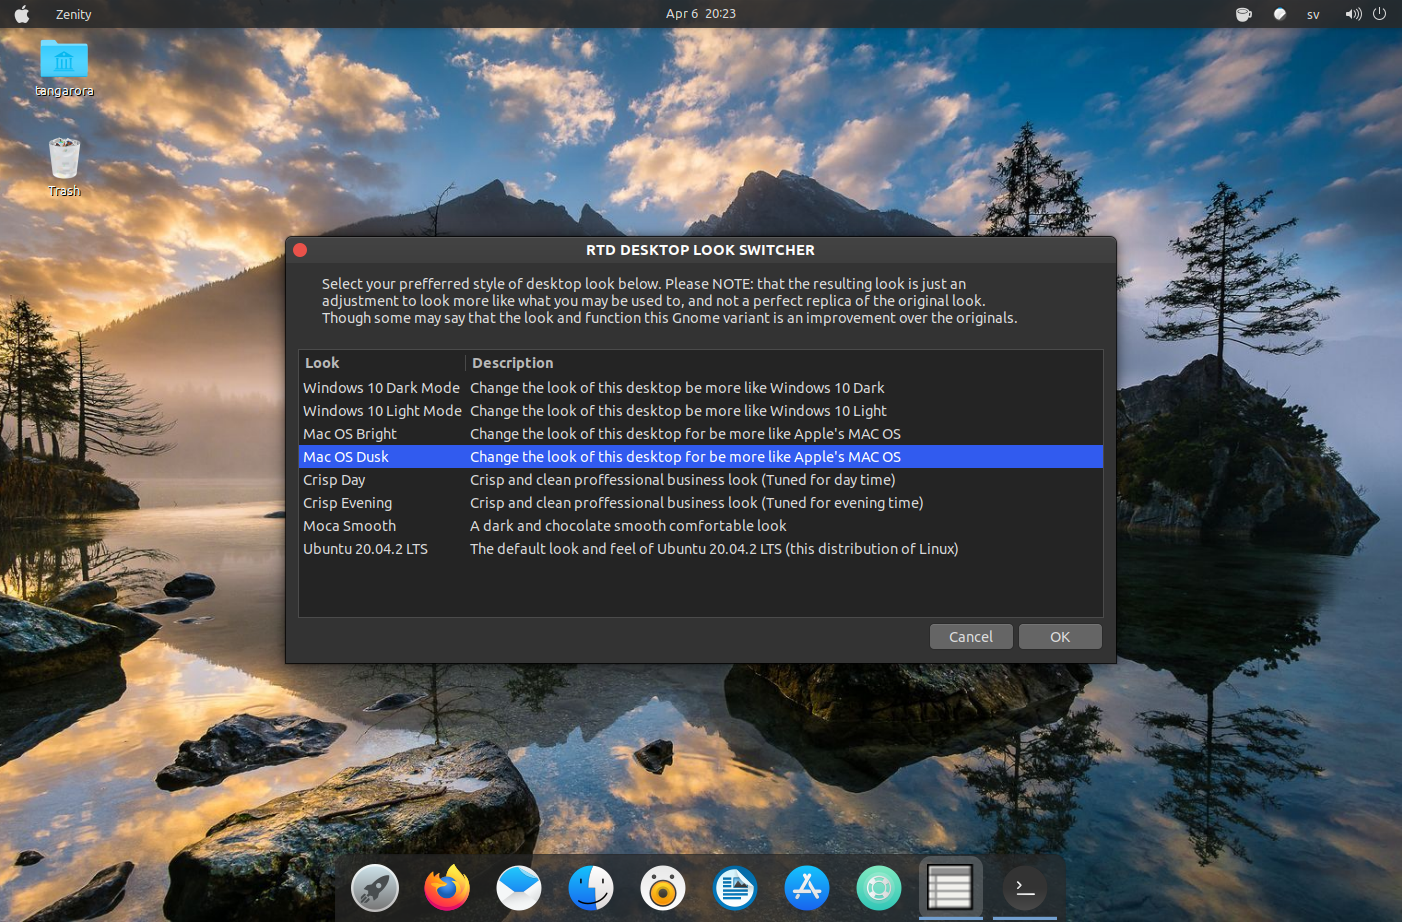 Zenity
Apr 6 20:23
sv
tangarora
Trash
RTD DESKTOP LOOK SWITCHER
Select your prefferred style of desktop look below. Please NOTE: that the resulting look is just an
adjustment to look more like what you may be used to, and not a perfect replica of the original look.
Though some may say that the look and function this Gnome variant is an improvement over the originals.
Look Description
Windows 10 Dark Mode Change the look of this desktop be more like Windows 10 Dark
Windows 10 Light Mode Change the look of this desktop be more like Windows 10 Light
Mac OS Bright Change the look of this desktop for be more like Apple's MAC OS
Mac OS Dusk Change the look of this desktop for be more like Apple's MAC OS
Crisp Day Crisp and clean proffessional business look (Tuned for day time)
Crisp Evening Crisp and clean proffessional business look (Tuned for evening time)
Moca Smooth A dark and chocolate smooth comfortable look
Ubuntu 20.04.2 LTS The default look and feel of Ubuntu 20.04.2 LTS (this distribution of Linux)
Cancel OK